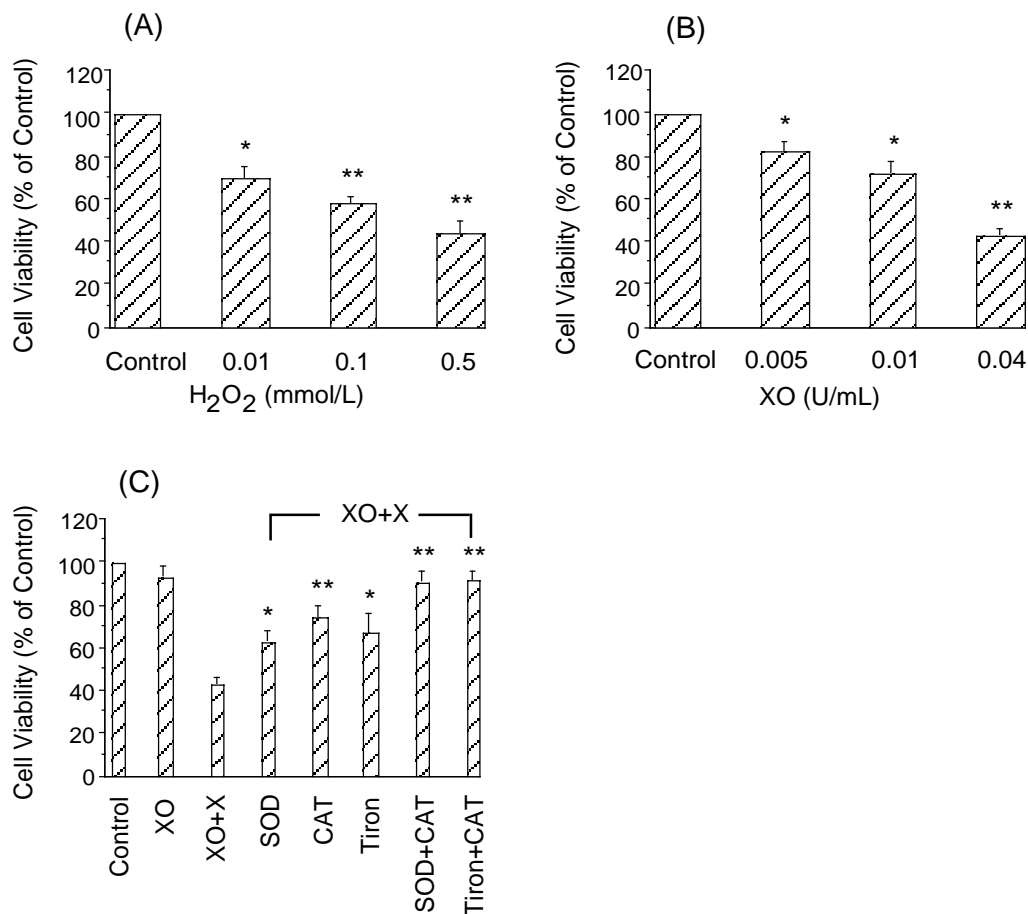 (A)
Cell Viability (% of Control)
120
100
80
60
40
20
0
* ** **
Control 0.01 0.1 0.5
H2O2 (mmol/L)
(B)
Cell Viability (% of Control)
120
100
80
60
40
20
0
* * **
Control 0.005 0.01 0.04
XO (U/mL)
(C)
XO+X
Cell Viability (% of Control)
120
100
80
60
40
20
0
* ** * ** **
Control
XO
XO+X
SOD
CAT
Tiron
SOD+CAT
Tiron+CAT